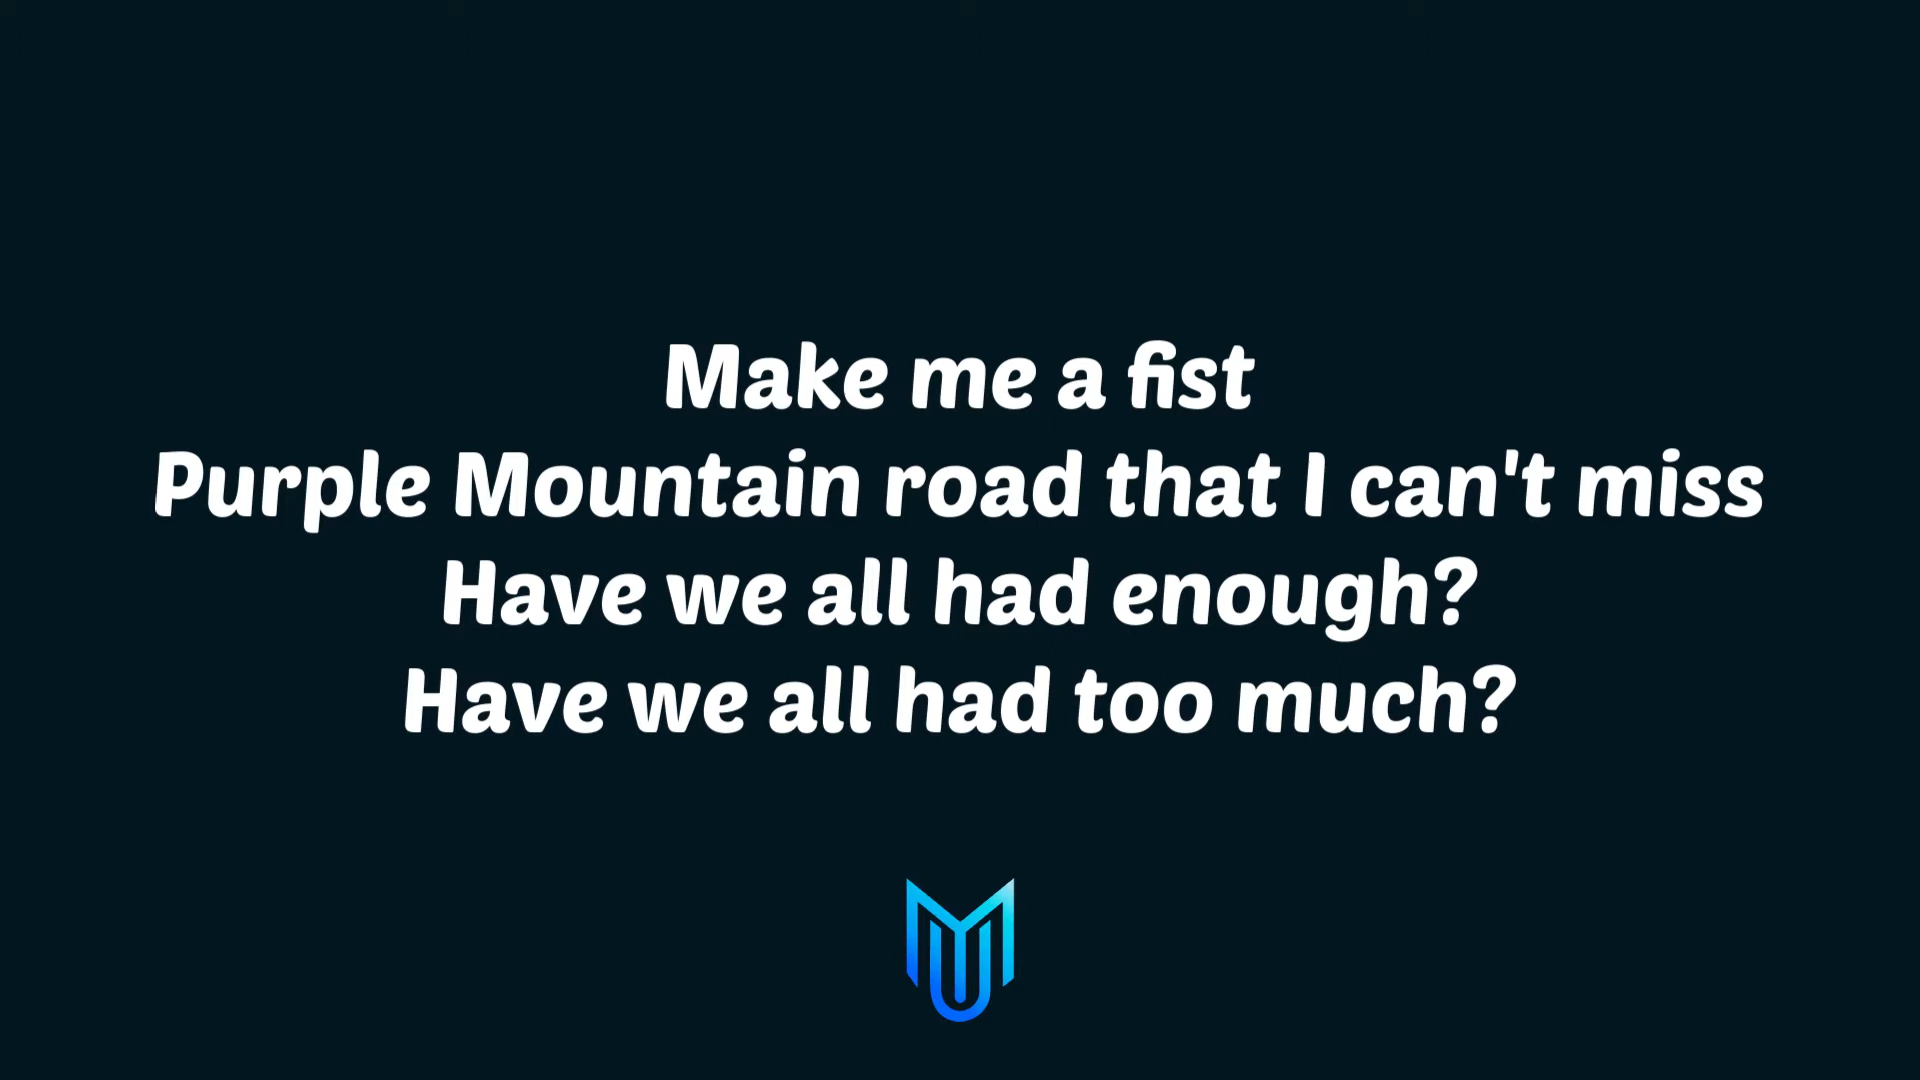 Make me a fist
Purple Mountain road that I can't miss
Have we all had enough?
Have we all had too much?